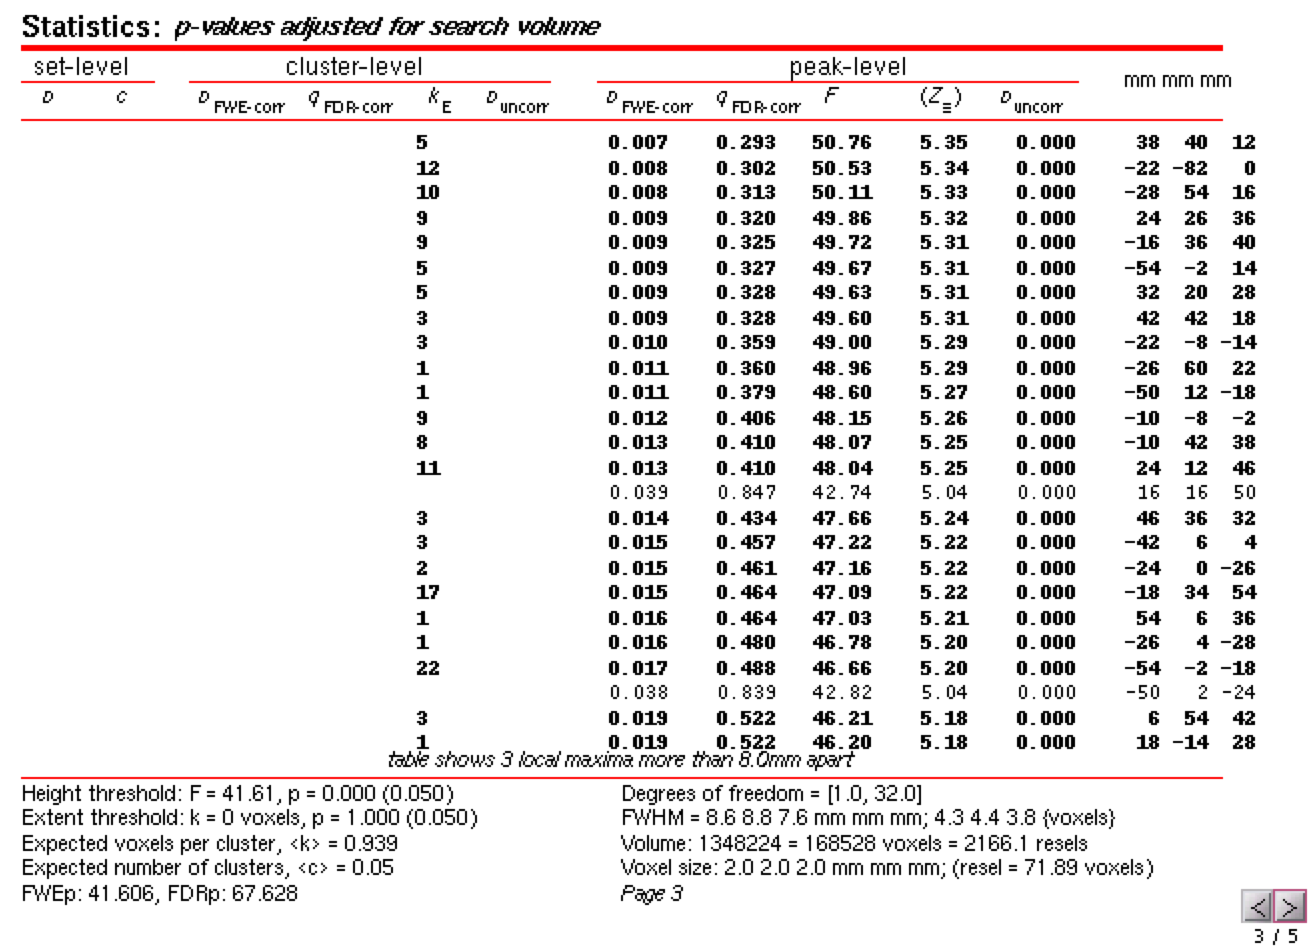 Statistics: p-values adjusted for search volume
set-level cluster-level peak-level mm mm mm
p c p FWE-corr q FDR-corr k E p uncorr p FWE-corr q FDR-corr F (Z≡) p uncorr
5 0.007 0.293 50.76 5.35 0.000 38 40 12
12 0.008 0.302 50.53 5.34 0.000 -22 -82 0
10 0.008 0.313 50.11 5.33 0.000 -28 54 16
9 0.009 0.320 49.86 5.32 0.000 24 26 36
9 0.009 0.325 49.72 5.31 0.000 -16 36 40
5 0.009 0.327 49.67 5.31 0.000 -54 -2 14
5 0.009 0.328 49.63 5.31 0.000 32 20 28
3 0.009 0.328 49.60 5.31 0.000 42 42 18
3 0.010 0.359 49.00 5.29 0.000 -22 -8 -14
1 0.011 0.360 48.96 5.29 0.000 -26 60 22
1 0.011 0.379 48.60 5.27 0.000 -50 12 -18
9 0.012 0.406 48.15 5.26 0.000 -10 -8 -2
8 0.013 0.410 48.07 5.25 0.000 -10 42 38
11 0.013 0.410 48.04 5.25 0.000 24 12 46
0.039 0.847 42.74 5.04 0.000 16 16 50
3 0.014 0.434 47.66 5.24 0.000 46 36 32
3 0.015 0.457 47.22 5.22 0.000 -42 6 4
2 0.015 0.461 47.16 5.22 0.000 -24 0 -26
17 0.015 0.464 47.09 5.22 0.000 -18 34 54
1 0.016 0.464 47.03 5.21 0.000 54 6 36
1 0.016 0.480 46.78 5.20 0.000 -26 4 -28
22 0.017 0.488 46.66 5.20 0.000 -54 -2 -18
0.038 0.839 42.82 5.04 0.000 -50 2 -24
3 0.019 0.522 46.21 5.18 0.000 6 54 42
1 0.019 0.522 46.20 5.18 0.000 18 -14 28
table shows 3 local maxima more than 8.0mm apart
Height threshold: F = 41.61, p = 0.000 (0.050) Degrees of freedom = [1.0, 32.0]
Extent threshold: k = 0 voxels, p = 1.000 (0.050) FWHM = 8.6 8.8 7.6 mm mm mm; 4.3 4.4 3.8 {voxels}
Expected voxels per cluster, <k> = 0.939 Volume: 1348224 = 168528 voxels = 2166.1 resels
Expected number of clusters, <c> = 0.05 Voxel size: 2.0 2.0 2.0 mm mm mm; (resel = 71.89 voxels)
FWEp: 41.606, FDRp: 67.628 Page 3
< >
3 / 5